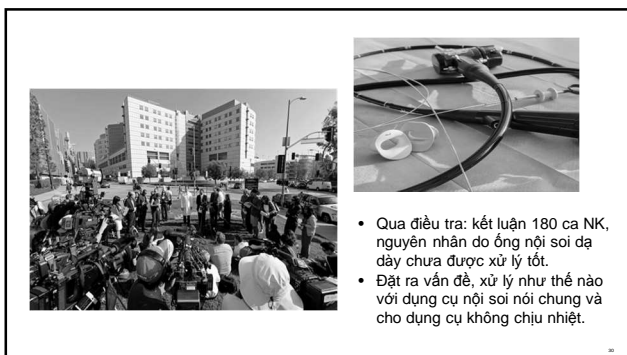 • Qua điều tra: kết luận 180 ca NK,
nguyên nhân do ống nội soi dạ
dày chưa được xử lý tốt.
• Đặt ra vấn đề, xử lý như thế nào
với dụng cụ nội soi nói chung và
cho dụng cụ không chịu nhiệt.
30